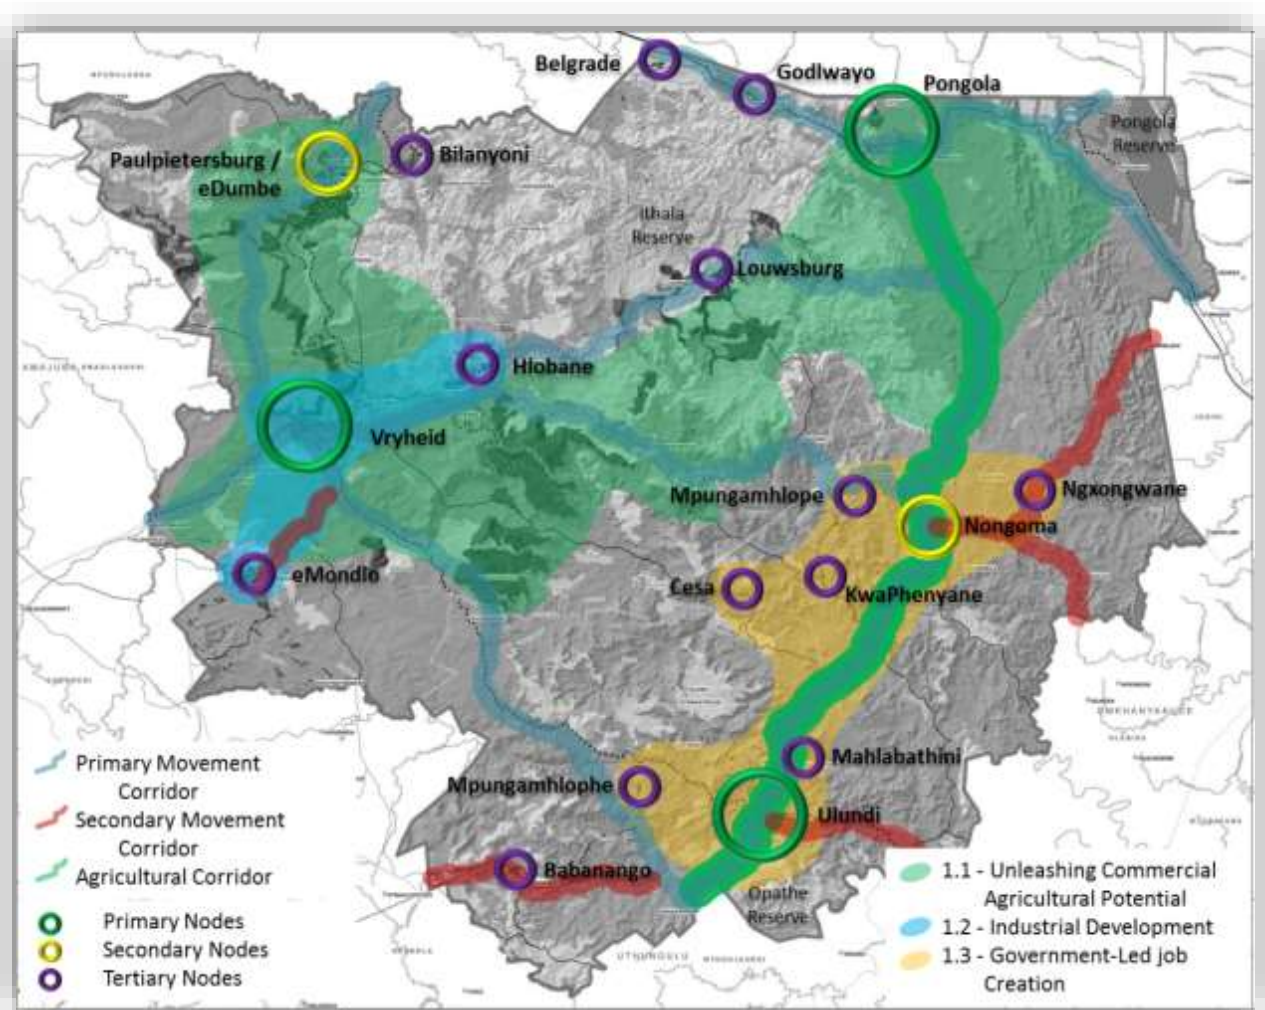 Belgrade
Godlwayo
Pongola
Pongola
Reserve
Paulpietersburg /
eDumbe
Bilanyoni
Ithala
Reserve
Louwsburg
Hlobane
Vryheid
Mpungamhlope
Ngxongwane
Nongoma
eMondlo
Cesa
KwaPhenyane
Mahlabathini
Mpungamhlophe
Ulundi
Babanango
Opathe
Reserve
UTHUNGULU
Primary Movement
Corridor
Secondary Movement
Corridor
Agricultural Corridor
Primary Nodes
Secondary Nodes
Tertiary Nodes
1.1 - Unleashing Commercial
Agricultural Potential
1.2 - Industrial Development
1.3 - Government-Led job
Creation